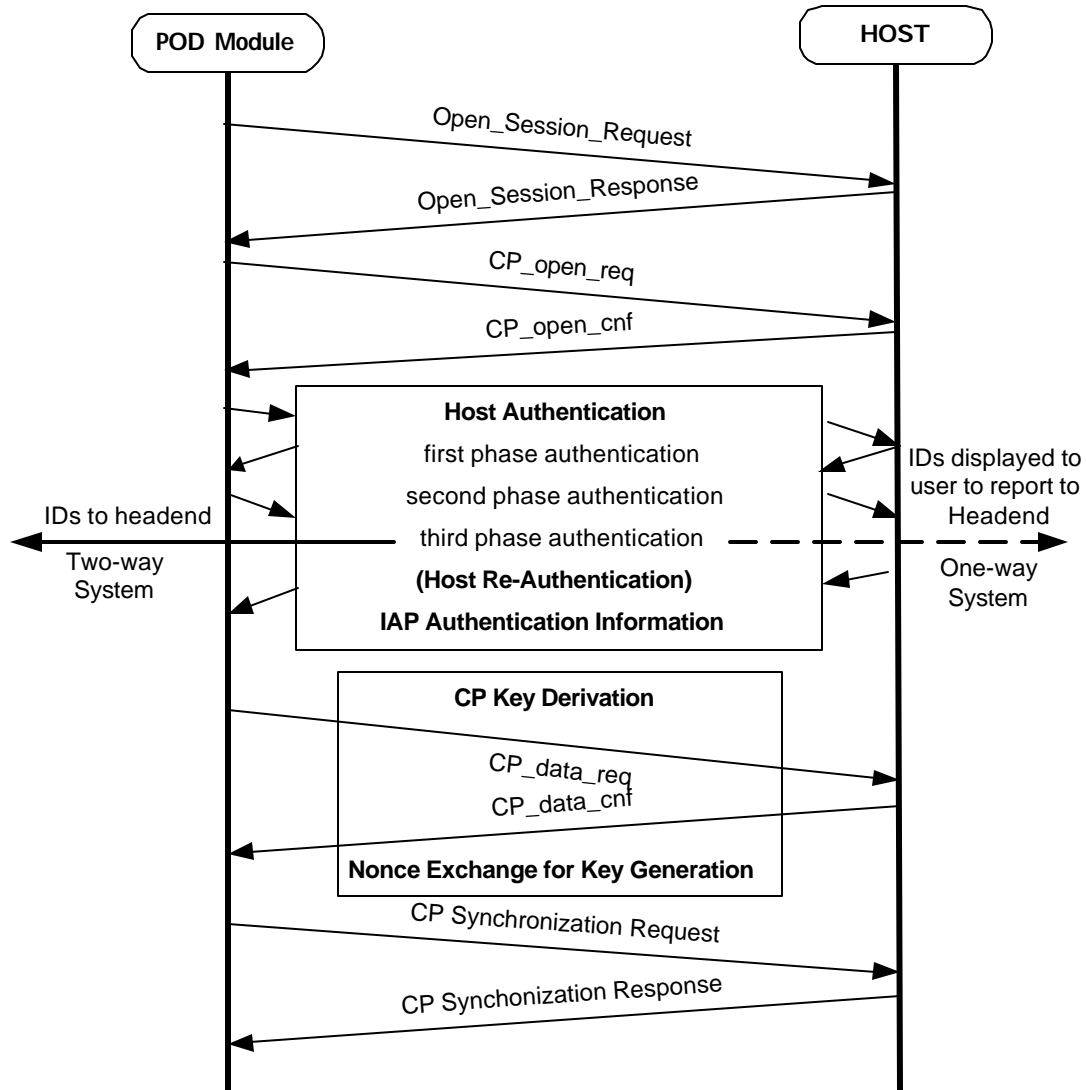 POD Module
HOST
Open_Session_Request
Open_Session_Response
CP_open_req
CP_open_cnf
Host Authentication
first phase authentication
second phase authentication
third phase authentication
(Host Re-Authentication)
IAP Authentication Information
IDs to headend
Two-way
System
IDs displayed to
user to report to
Headend
One-way
System
CP Key Derivation
CP_data_req
CP_data_cnf
Nonce Exchange for Key Generation
CP Synchronization Request
CP Synchonization Response